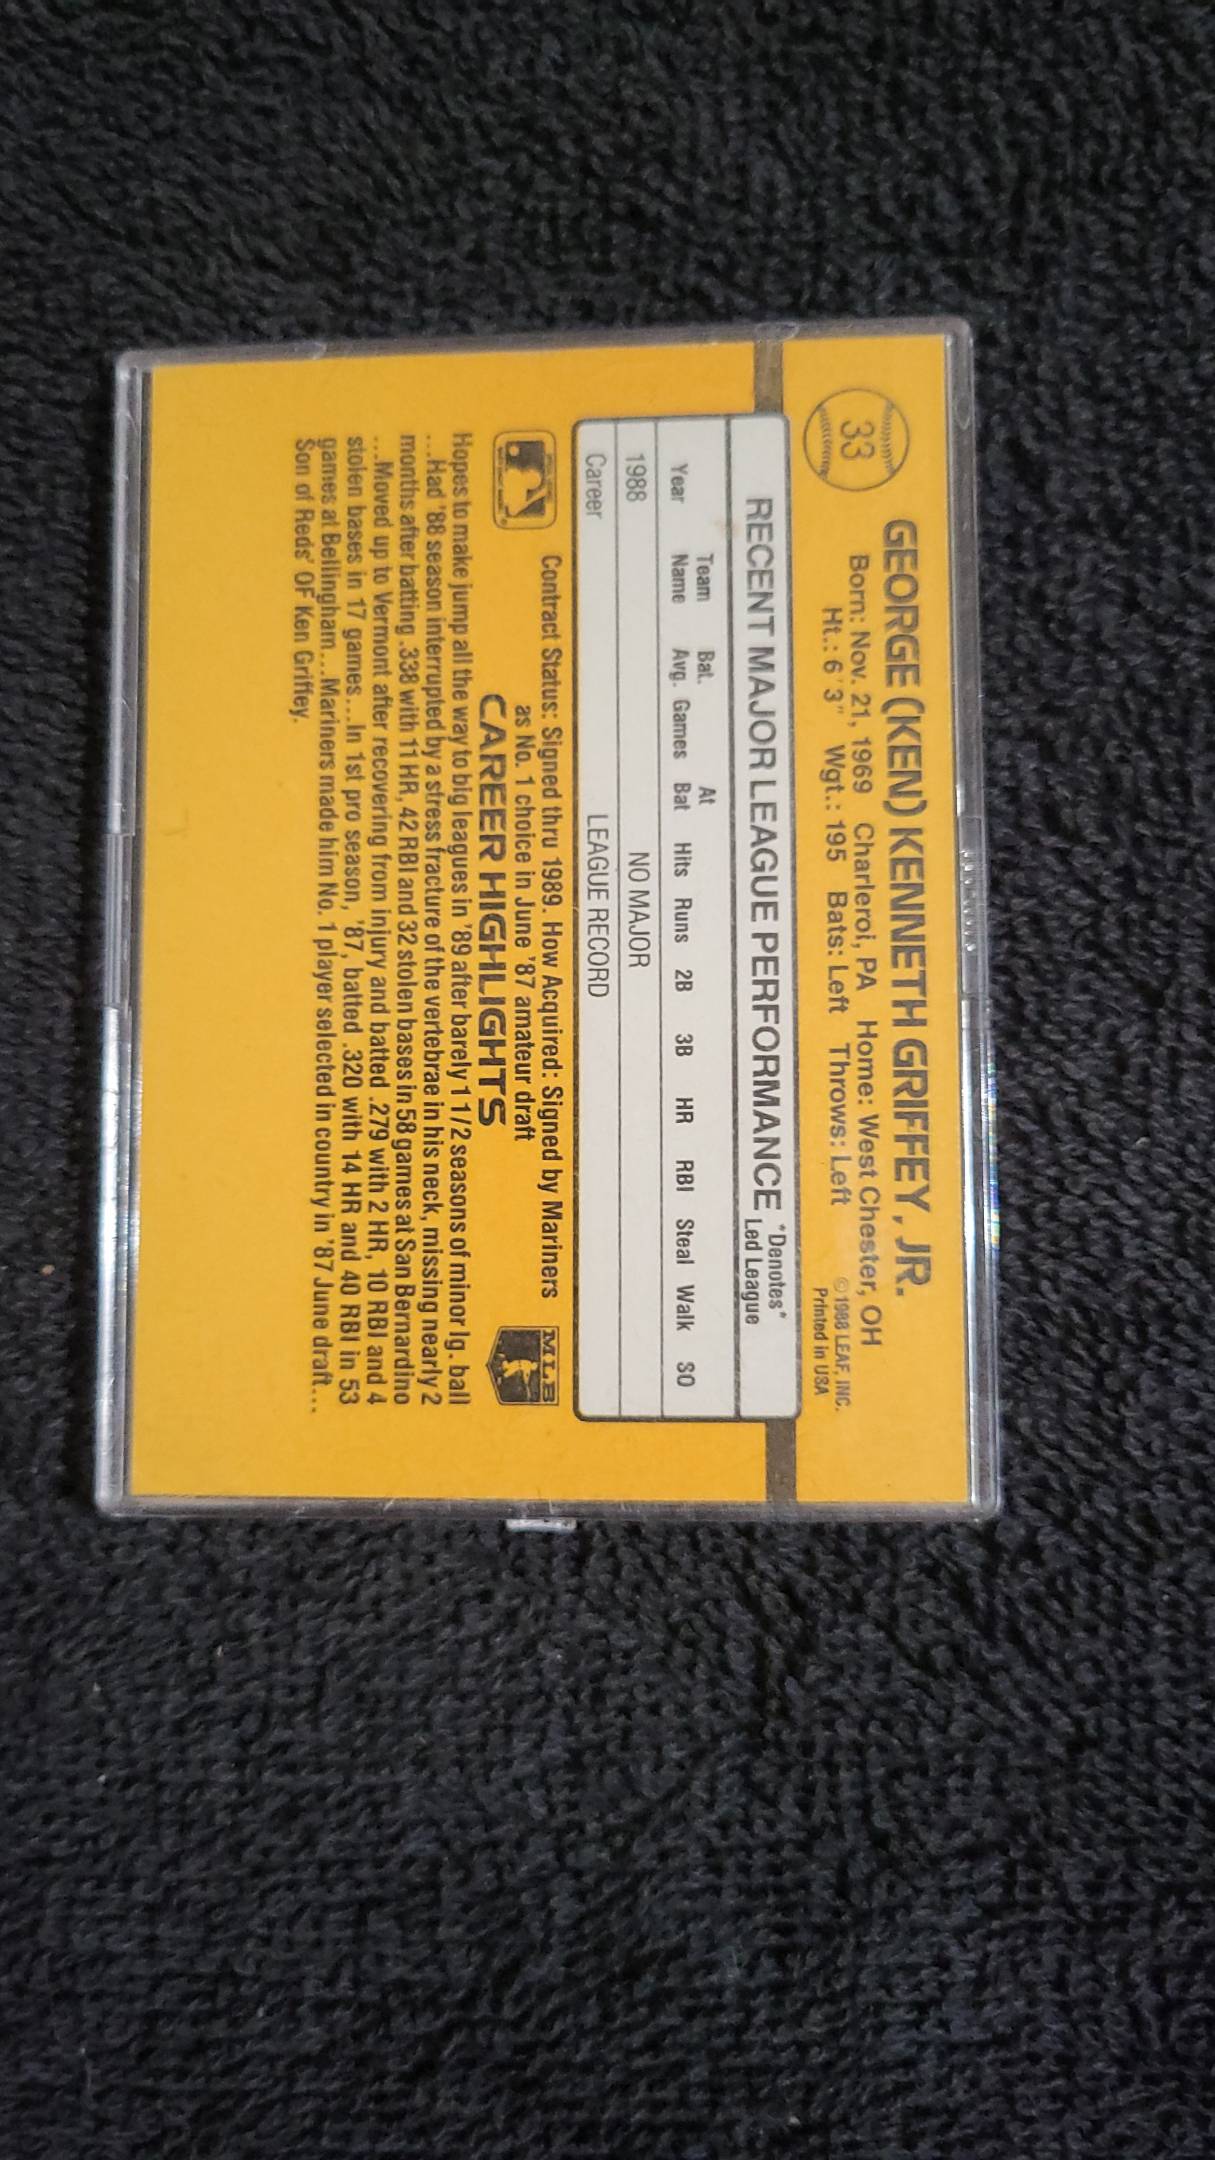 33
GEORGE (KEN) KENNETH GRIFFEY, JR.
Born: Nov. 21, 1969 Charleroi, PA Home: West Chester, OH
Ht.: 6'3" Wgt.: 195 Bats: Left Throws: Left
© 1988 LEAF, INC.
Printed in USA
RECENT MAJOR LEAGUE PERFORMANCE *Denotes*
Led League
Team Bat. At
Year Name Avg. Games Bat Hits Runs 2B 3B HR RBI Steal Walk SO
1988 NO MAJOR
Career LEAGUE RECORD
Contract Status: Signed thru 1989. How Acquired: Signed by Mariners
as No. 1 choice in June '87 amateur draft
MLB
CAREER HIGHLIGHTS
Hopes to make jump all the way to big leagues in '89 after barely 1 1/2 seasons of minor lg. ball
...Had '88 season interrupted by a stress fracture of the vertebrae in his neck, missing nearly 2
months after batting .338 with 11 HR, 42 RBI and 32 stolen bases in 58 games at San Bernardino
...Moved up to Vermont after recovering from injury and batted .279 with 2 HR, 10 RBI and 4
stolen bases in 17 games...In 1st pro season, '87, batted .320 with 14 HR and 40 RBI in 53
games at Bellingham...Mariners made him No. 1 player selected in country in '87 June draft...
Son of Reds' OF Ken Griffey.